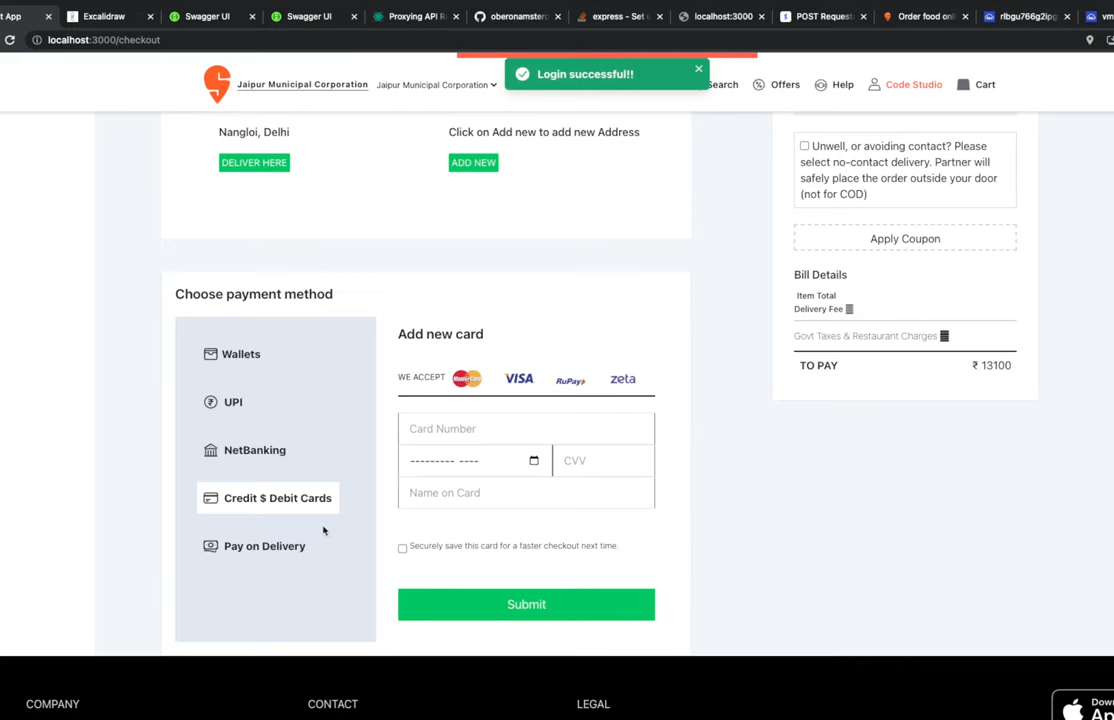 t App
Excalidraw
Swagger UI
Swagger UI
Proxying API R
oberonamster
express - Set u
localhost:3000
POST Request
Order food onli
rlbgu766g2ipg
vm
localhost:3000/checkout
Jaipur Municipal Corporation
Jaipur Municipal Corporation
Login successful!!
Search
Offers
Help
Code Studio
Cart
Nangloi, Delhi
Click on Add new to add new Address
DELIVER HERE
ADD NEW
Unwell, or avoiding contact? Please
select no-contact delivery. Partner will
safely place the order outside your door
(not for COD)
Apply Coupon
Bill Details
Item Total
Delivery Fee
Govt Taxes & Restaurant Charges
TO PAY ₹ 13100
Choose payment method
Wallets
UPI
NetBanking
Credit $ Debit Cards
Pay on Delivery
Add new card
WE ACCEPT MasterCard VISA RuPay zeta
Card Number
--------- ----
CVV
Name on Card
Securely save this card for a faster checkout next time.
Submit
COMPANY
CONTACT
LEGAL
Dow
Ap